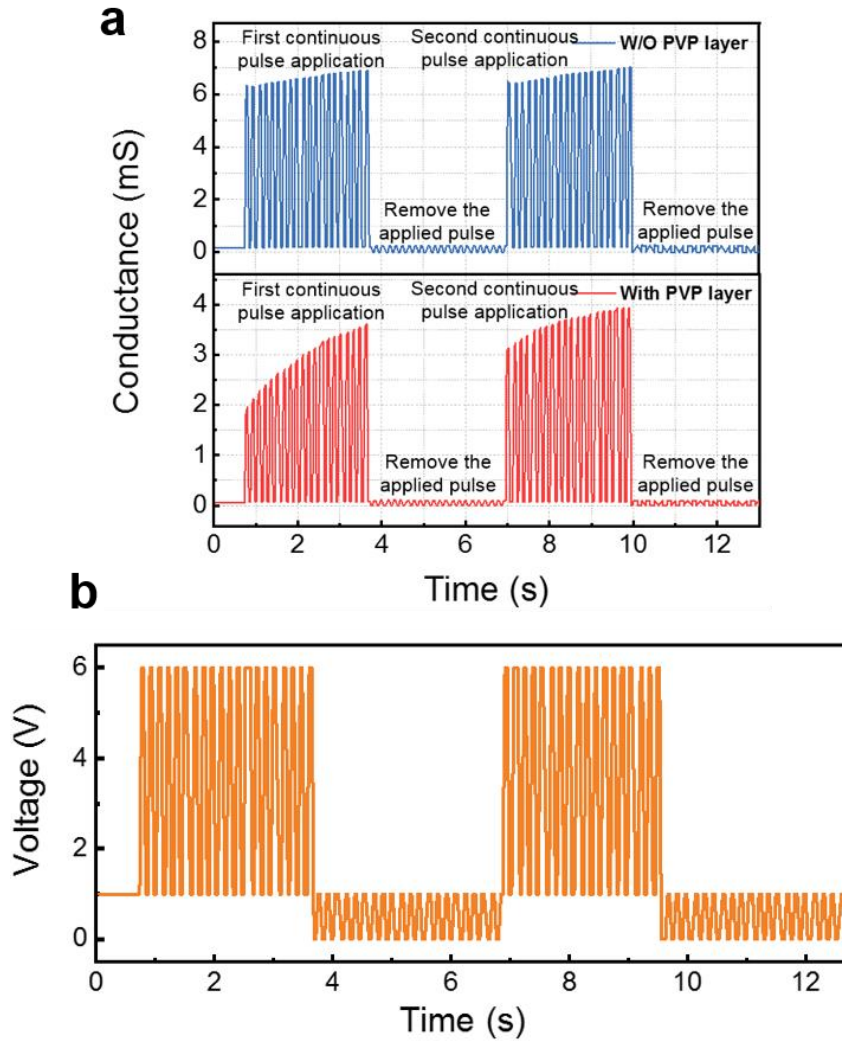 a
First continuous
pulse application
Second continuous
pulse application
W/O PVP layer
Remove the
applied pulse
Remove the
applied pulse
8
6
4
2
0
First continuous
pulse application
Second continuous
pulse application
With PVP layer
Remove the
applied pulse
Remove the
applied pulse
4
3
2
1
0
Conductance (mS)
0 2 4 6 8 10 12
Time (s)
b
6
4
2
0
Voltage (V)
0 2 4 6 8 10 12
Time (s)